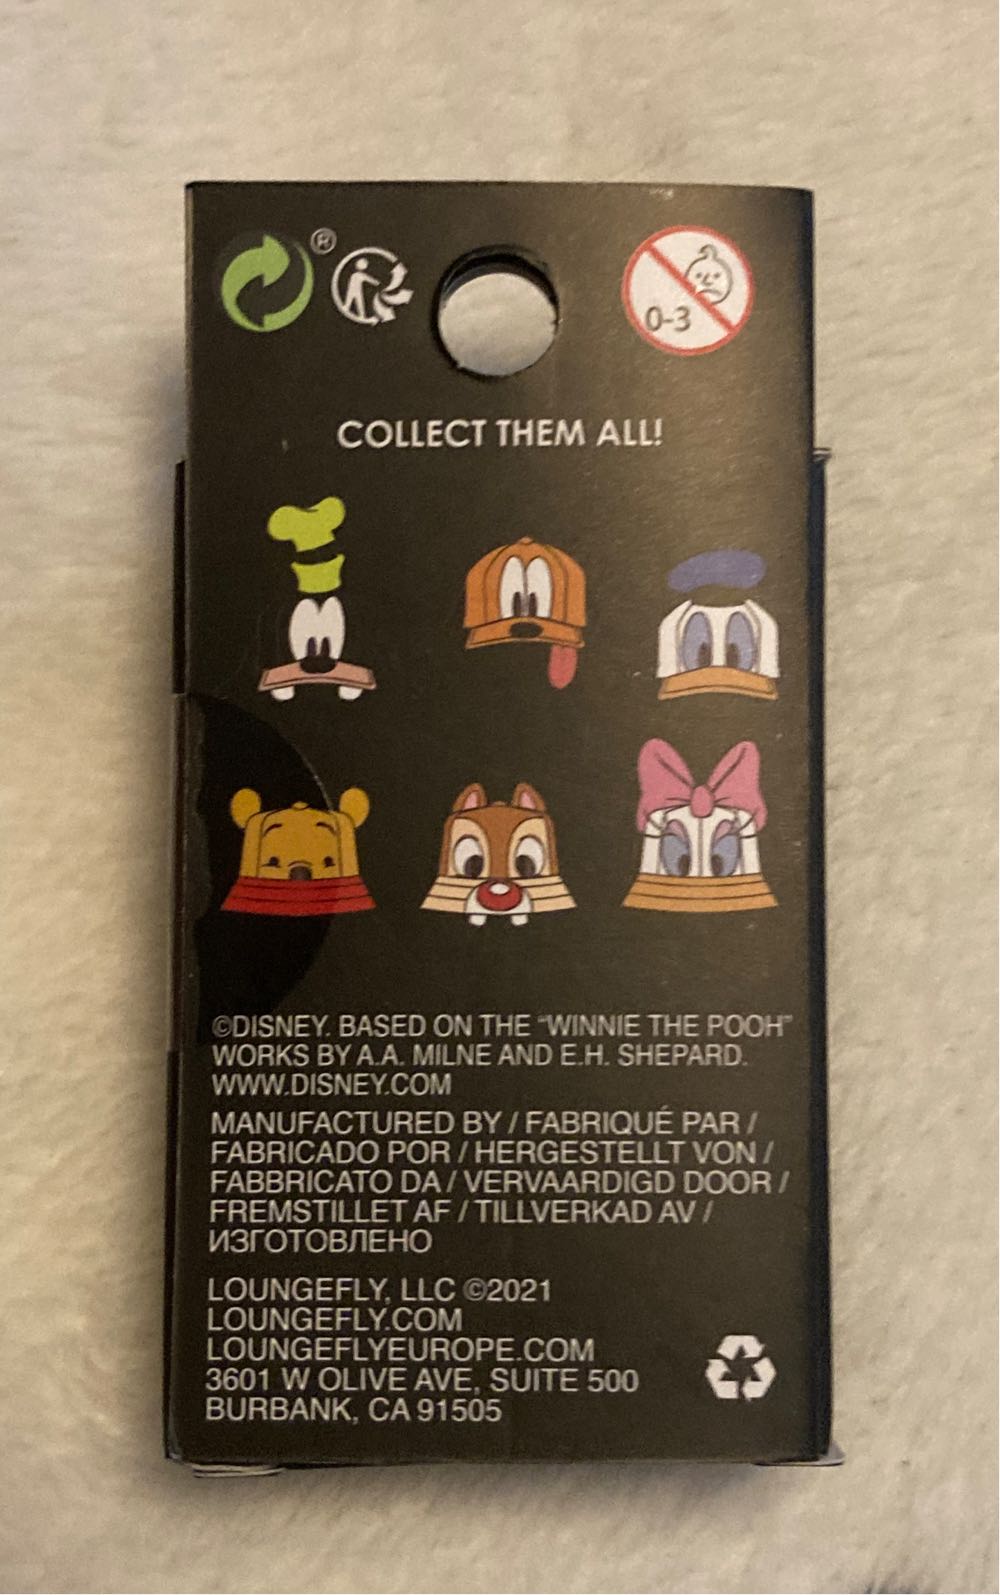 ®
0-3
COLLECT THEM ALL!
©DISNEY. BASED ON THE "WINNIE THE POOH"
WORKS BY A.A. MILNE AND E.H. SHEPARD.
WWW.DISNEY.COM
MANUFACTURED BY / FABRIQUÉ PAR /
FABRICADO POR / HERGESTELLT VON /
FABBRICATO DA / VERVAARDIGD DOOR /
FREMSTILLET AF / TILLVERKAD AV /
ИЗГОТОВЛЕНО
LOUNGEFLY, LLC ©2021
LOUNGEFLY.COM
LOUNGEFLYEUROPE.COM
3601 W OLIVE AVE, SUITE 500
BURBANK, CA 91505